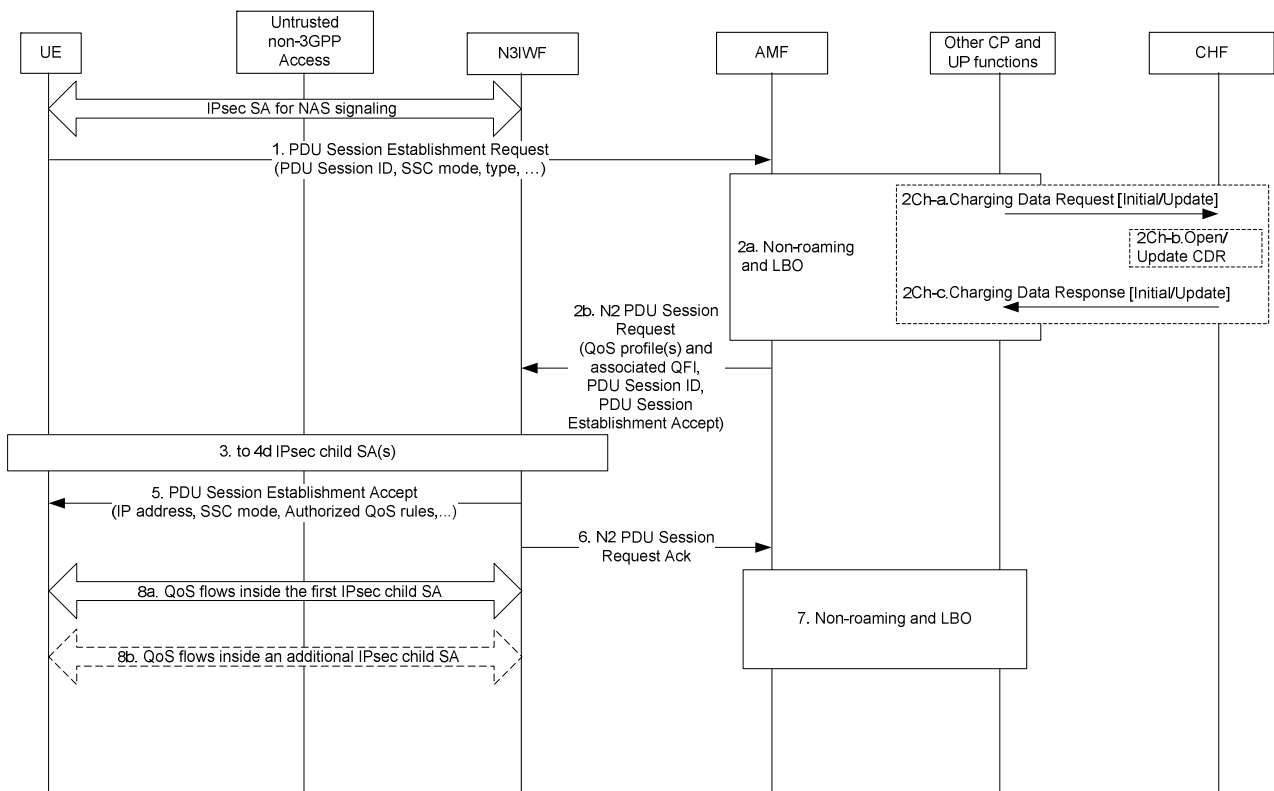 UE
Untrusted
non-3GPP
Access
N3IWF
AMF
Other CP and
UP functions
CHF
IPsec SA for NAS signaling
1. PDU Session Establishment Request
(PDU Session ID, SSC mode, type, …)
2Ch-a.Charging Data Request [Initial/Update]
2a. Non-roaming
and LBO
2Ch-b.Open/
Update CDR
2Ch-c.Charging Data Response [Initial/Update]
2b. N2 PDU Session
Request
(QoS profile(s) and
associated QFI,
PDU Session ID,
PDU Session
Establishment Accept)
3. to 4d IPsec child SA(s)
5. PDU Session Establishment Accept
(IP address, SSC mode, Authorized QoS rules,...)
6. N2 PDU Session
Request Ack
8a. QoS flows inside the first IPsec child SA
7. Non-roaming and LBO
8b. QoS flows inside an additional IPsec child SA